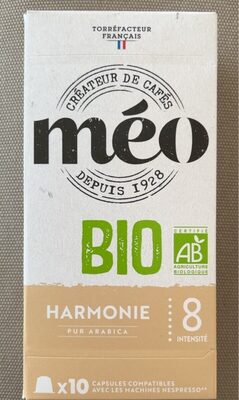 TORRÉFACTEUR
FRANÇAIS
CRÉATEUR DE CAFÉS
méo
DEPUIS 1928
BIO
CERTIFIÉ
AB
AGRICULTURE
BIOLOGIQUE
HARMONIE
PUR ARABICA
8
INTENSITÉ
x10
CAPSULES COMPATIBLES
AVEC LES MACHINES NESPRESSO**